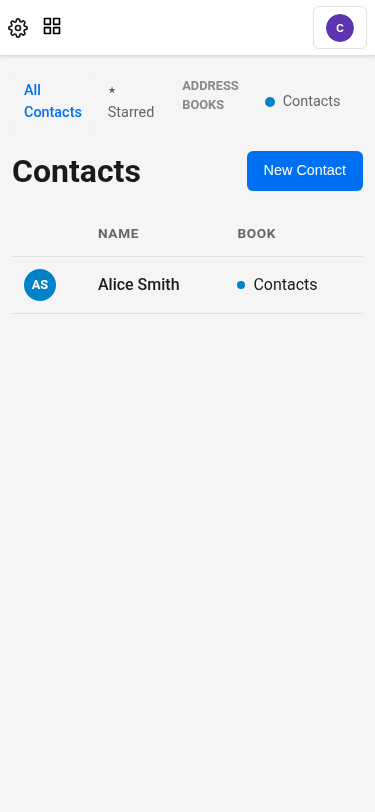 C
All
Contacts
★
Starred
ADDRESS
BOOKS
Contacts
Contacts
New Contact
NAME BOOK
AS Alice Smith Contacts